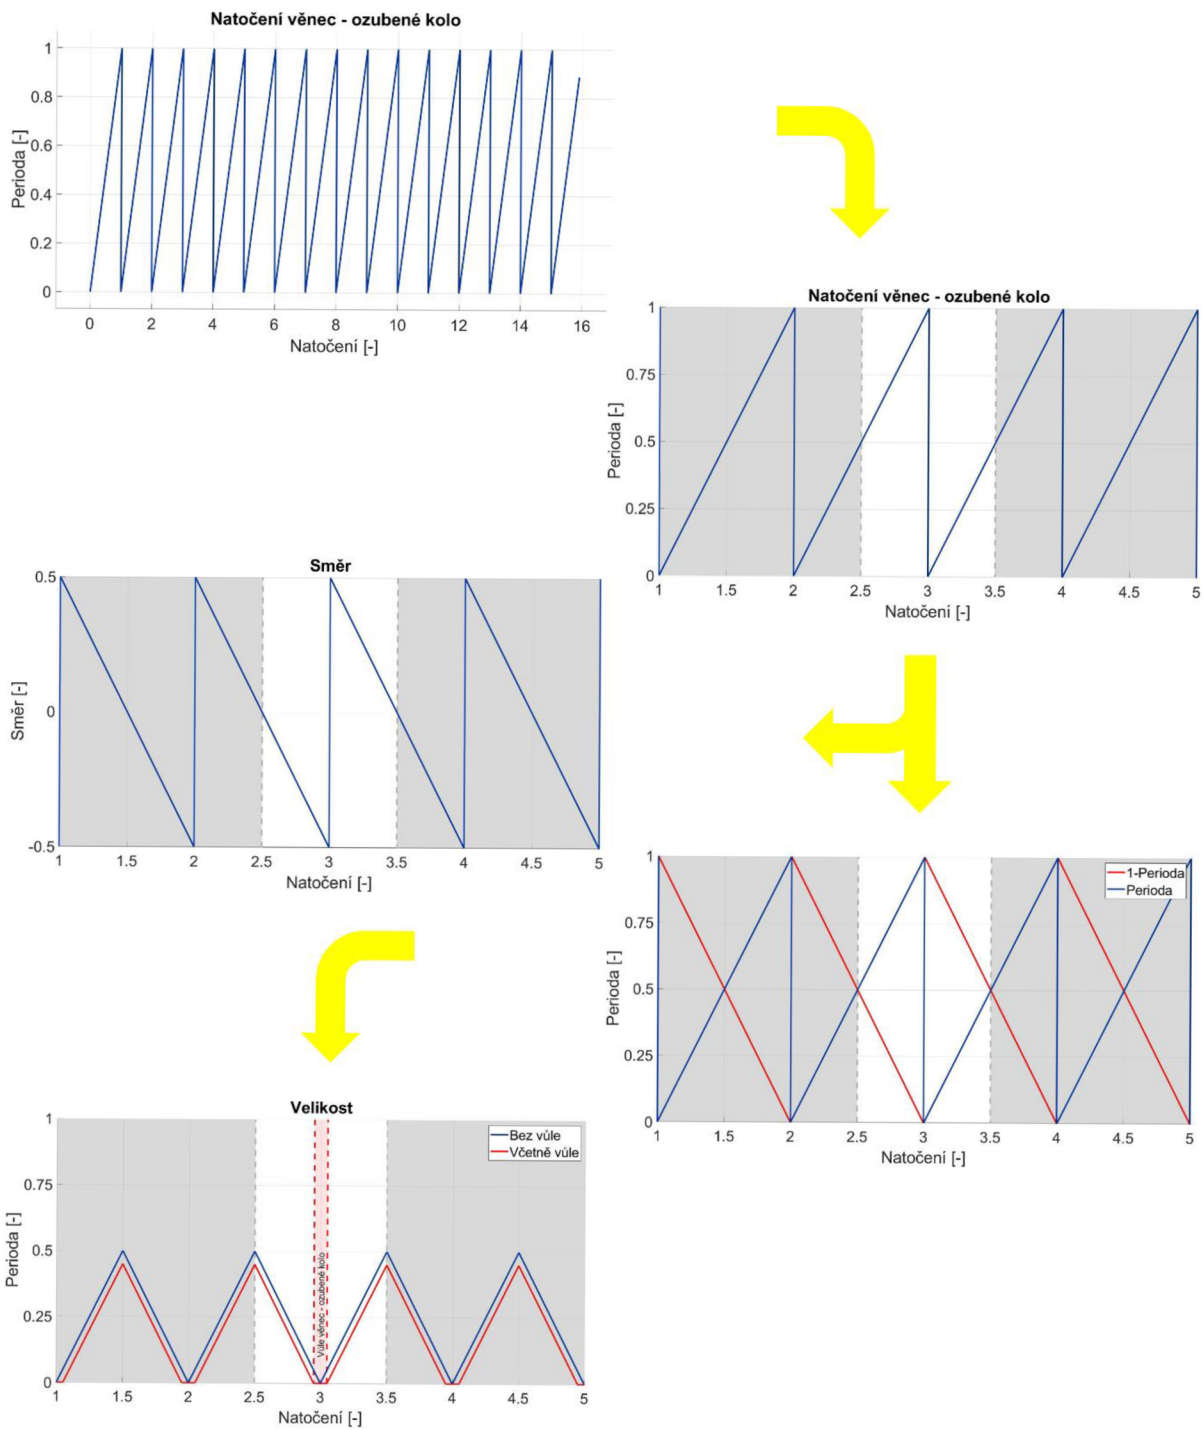 Natočení věnec - ozubené kolo
Perioda [-]
1
0.8
0.6
0.4
0.2
0
0 2 4 6 8 10 12 14 16
Natočení [-]
Natočení věnec - ozubené kolo
Perioda [-]
1
0.75
0.5
0.25
0
1 1.5 2 2.5 3 3.5 4 4.5 5
Natočení [-]
Směr
Směr [-]
0.5
0
-0.5
1 1.5 2 2.5 3 3.5 4 4.5 5
Natočení [-]
1-Perioda
Perioda
Perioda [-]
1
0.75
0.5
0.25
0
1 1.5 2 2.5 3 3.5 4 4.5 5
Natočení [-]
Velikost
Bez vůle
Včetně vůle
Perioda [-]
1
0.75
0.5
0.25
0
Vůle věnec - ozubené kolo
1 1.5 2 2.5 3 3.5 4 4.5 5
Natočení [-]